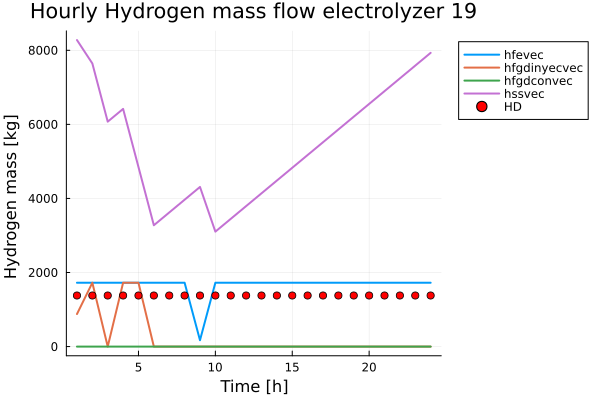 Hourly Hydrogen mass flow electrolyzer 19
Hydrogen mass [kg]
8000
6000
4000
2000
0
5
10
15
20
Time [h]
hfevec
hfgdinyecvec
hfgdconvec
hssvec
HD